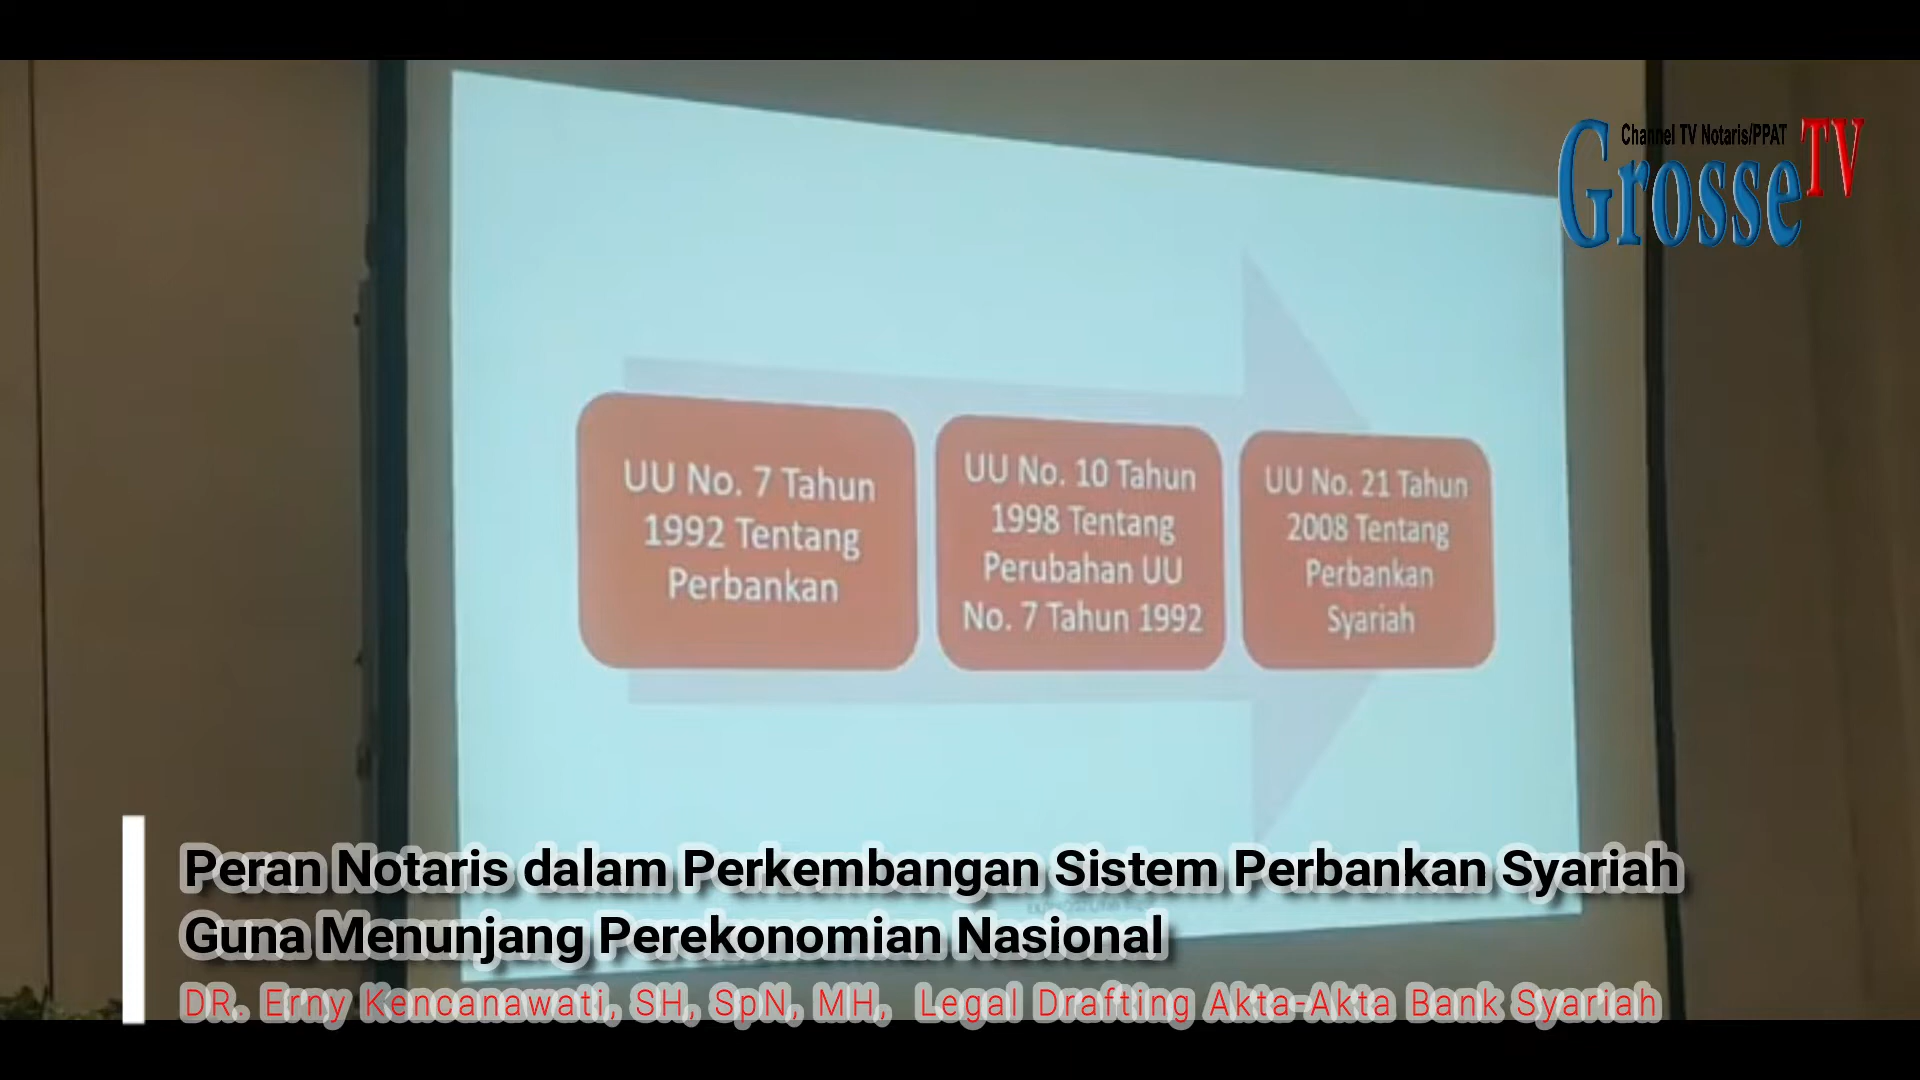 Channel TV Notaris/PPAT
Grosse TV
UU No. 7 Tahun
1992 Tentang
Perbankan
UU No. 10 Tahun
1998 Tentang
Perubahan UU
No. 7 Tahun 1992
UU No. 21 Tahun
2008 Tentang
Perbankan
Syariah
Peran Notaris dalam Perkembangan Sistem Perbankan Syariah
Guna Menunjang Perekonomian Nasional
DR. Erny Kencanawati, SH, SpN, MH, Legal Drafting Akta-Akta Bank Syariah